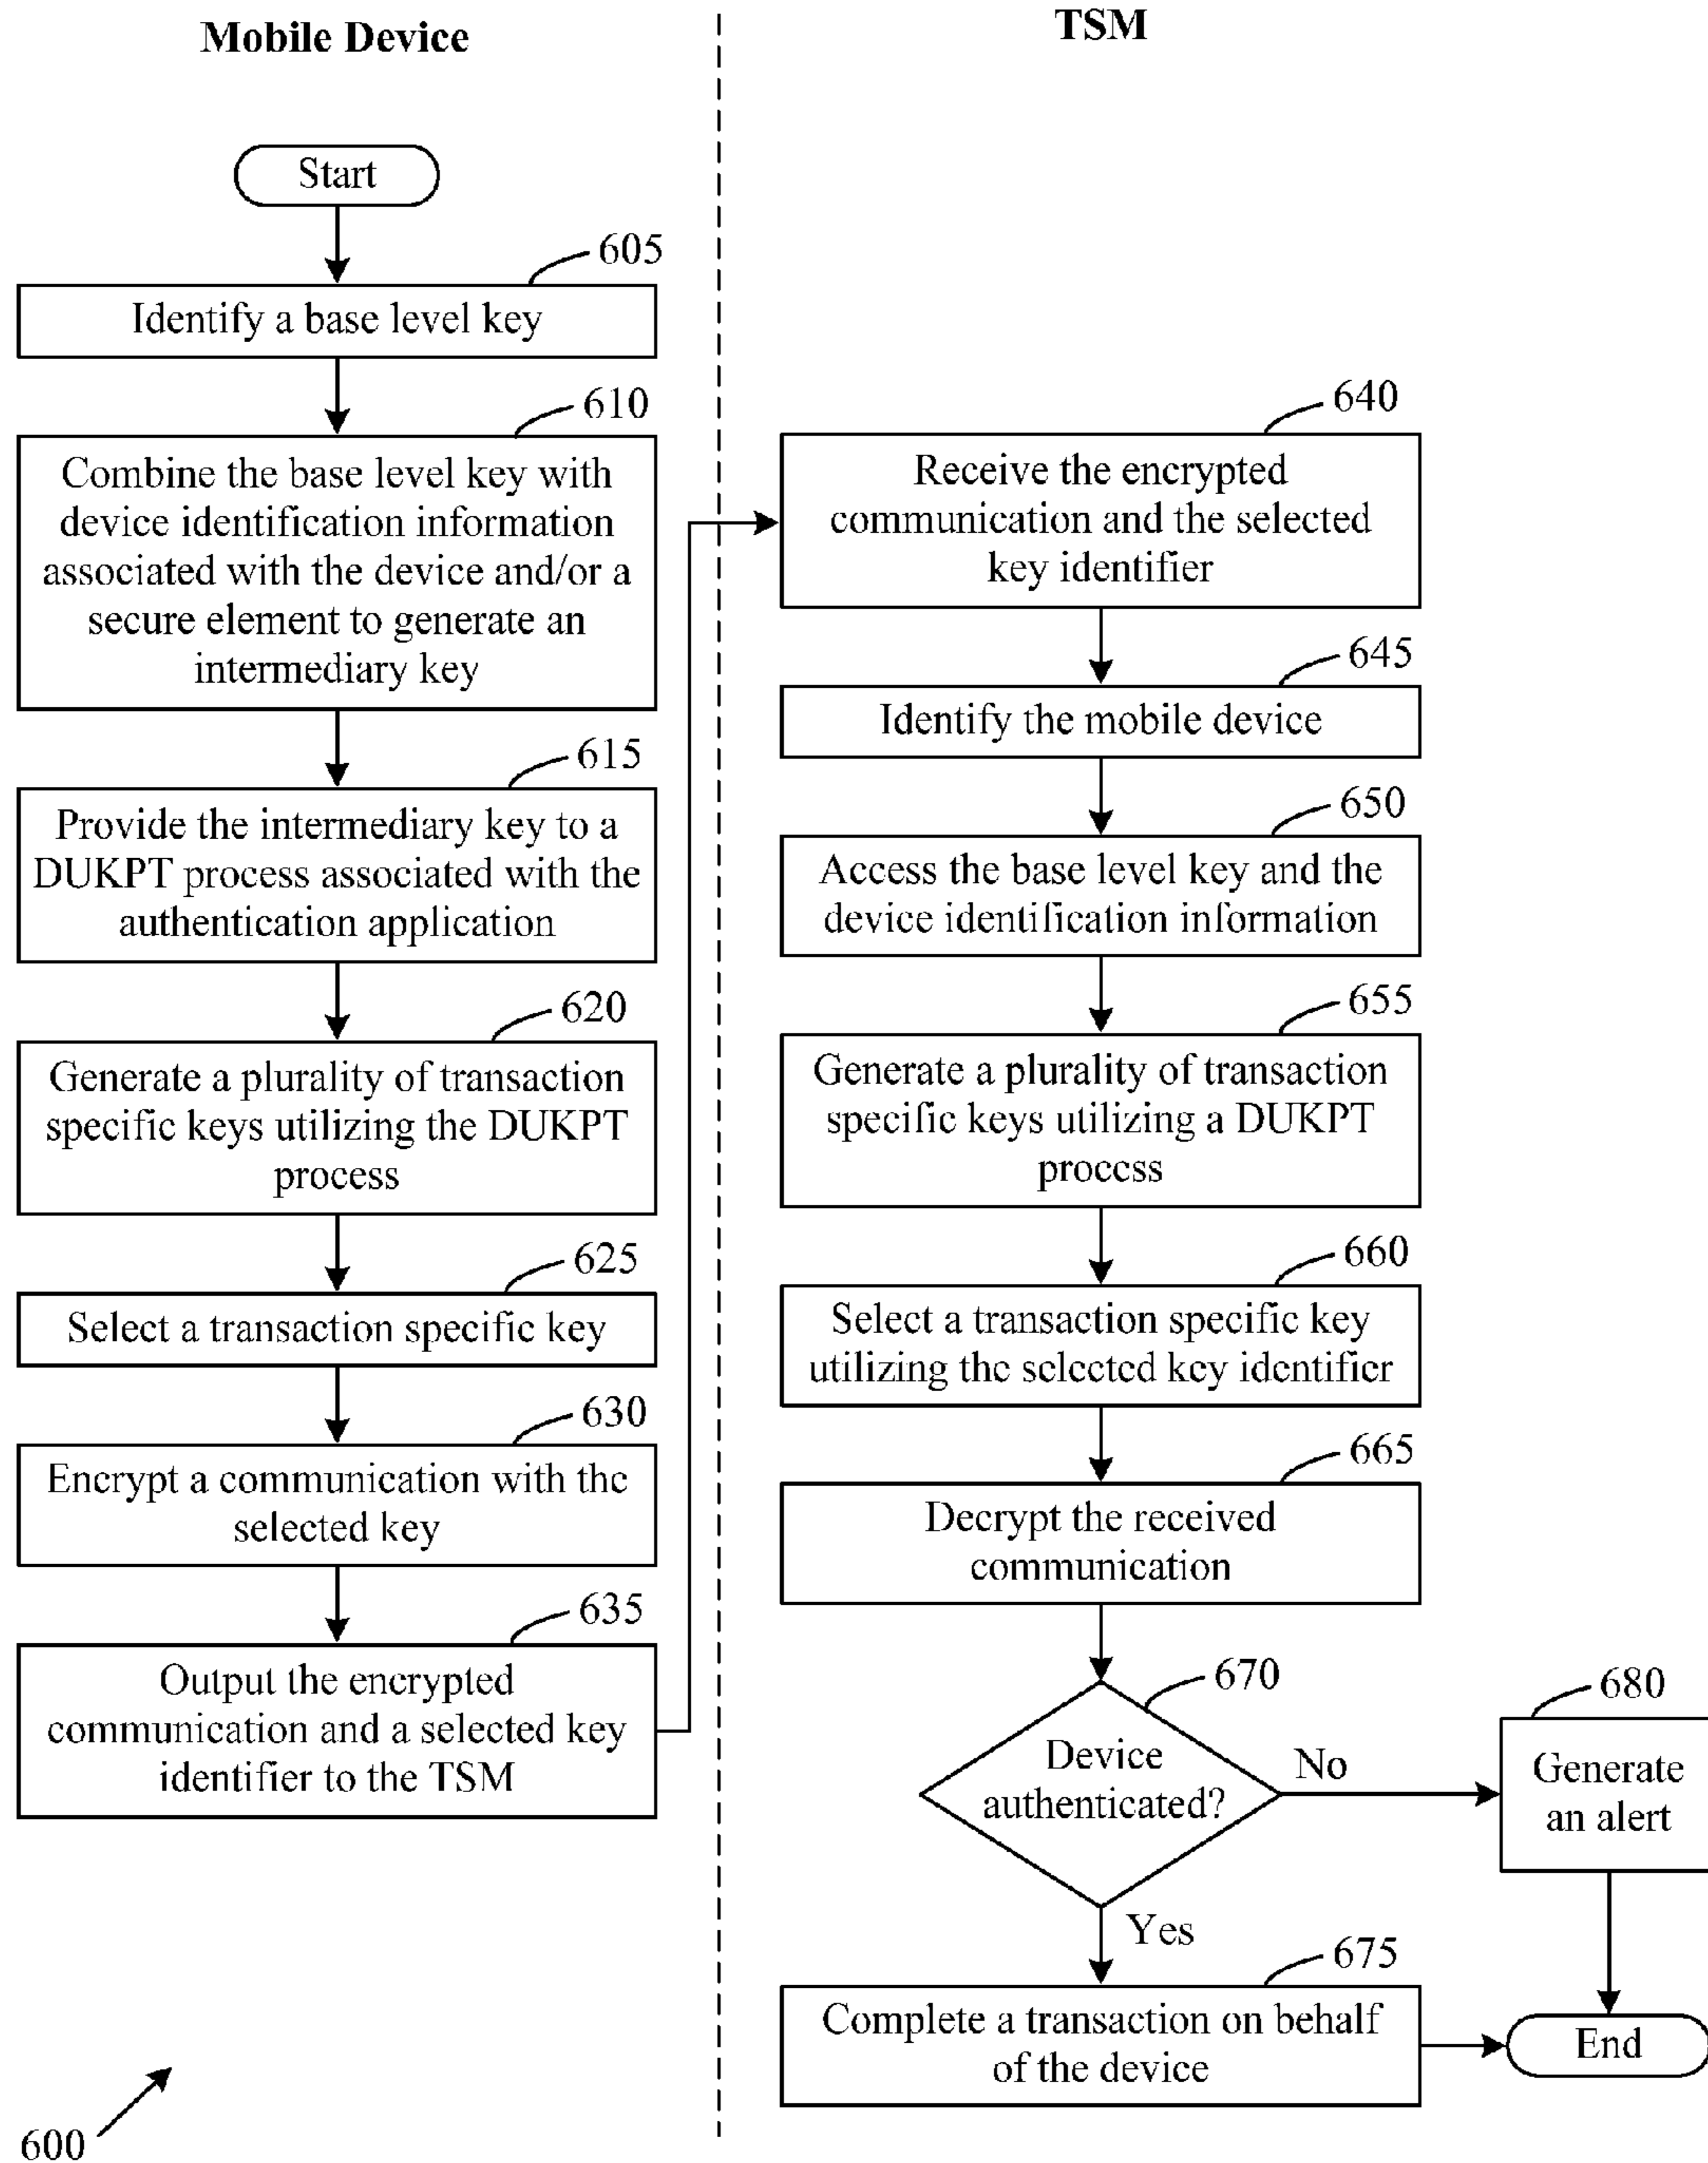 Mobile Device
Start
605
Identify a base level key
610
Combine the base level key with
device identification information
associated with the device and/or a
secure element to generate an
intermediary key
615
Provide the intermediary key to a
DUKPT process associated with the
authentication application
620
Generate a plurality of transaction
specific keys utilizing the DUKPT
process
625
Select a transaction specific key
630
Encrypt a communication with the
selected key
635
Output the encrypted
communication and a selected key
identifier to the TSM
600
TSM
640
Receive the encrypted
communication and the selected
key identifier
645
Identify the mobile device
650
Access the base level key and the
device identification information
655
Generate a plurality of transaction
specific keys utilizing a DUKPT
process
660
Select a transaction specific key
utilizing the selected key identifier
665
Decrypt the received
communication
670
Device
authenticated?
No
680
Generate
an alert
Yes
675
Complete a transaction on behalf
of the device
End